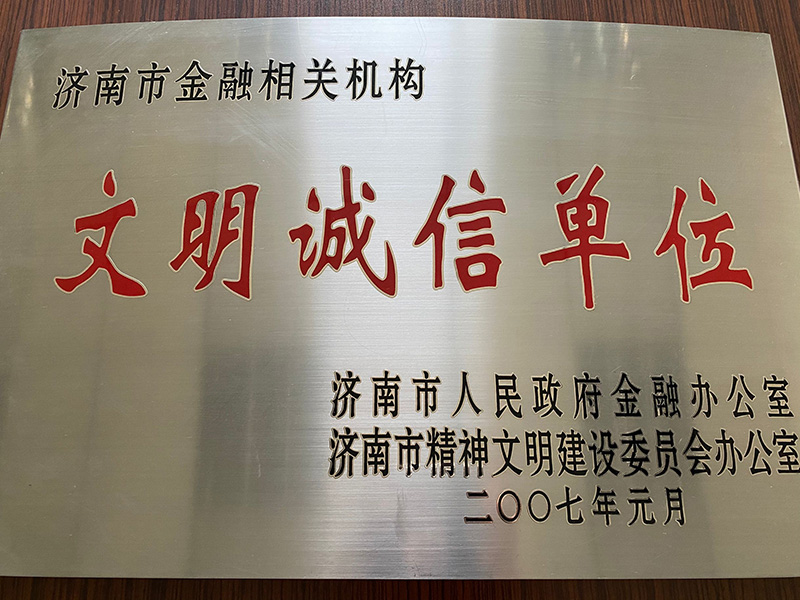 济南市金融相关机构
文明诚信单位
济南市人民政府金融办公室
济南市精神文明建设委员会办公室
二〇〇七年元月